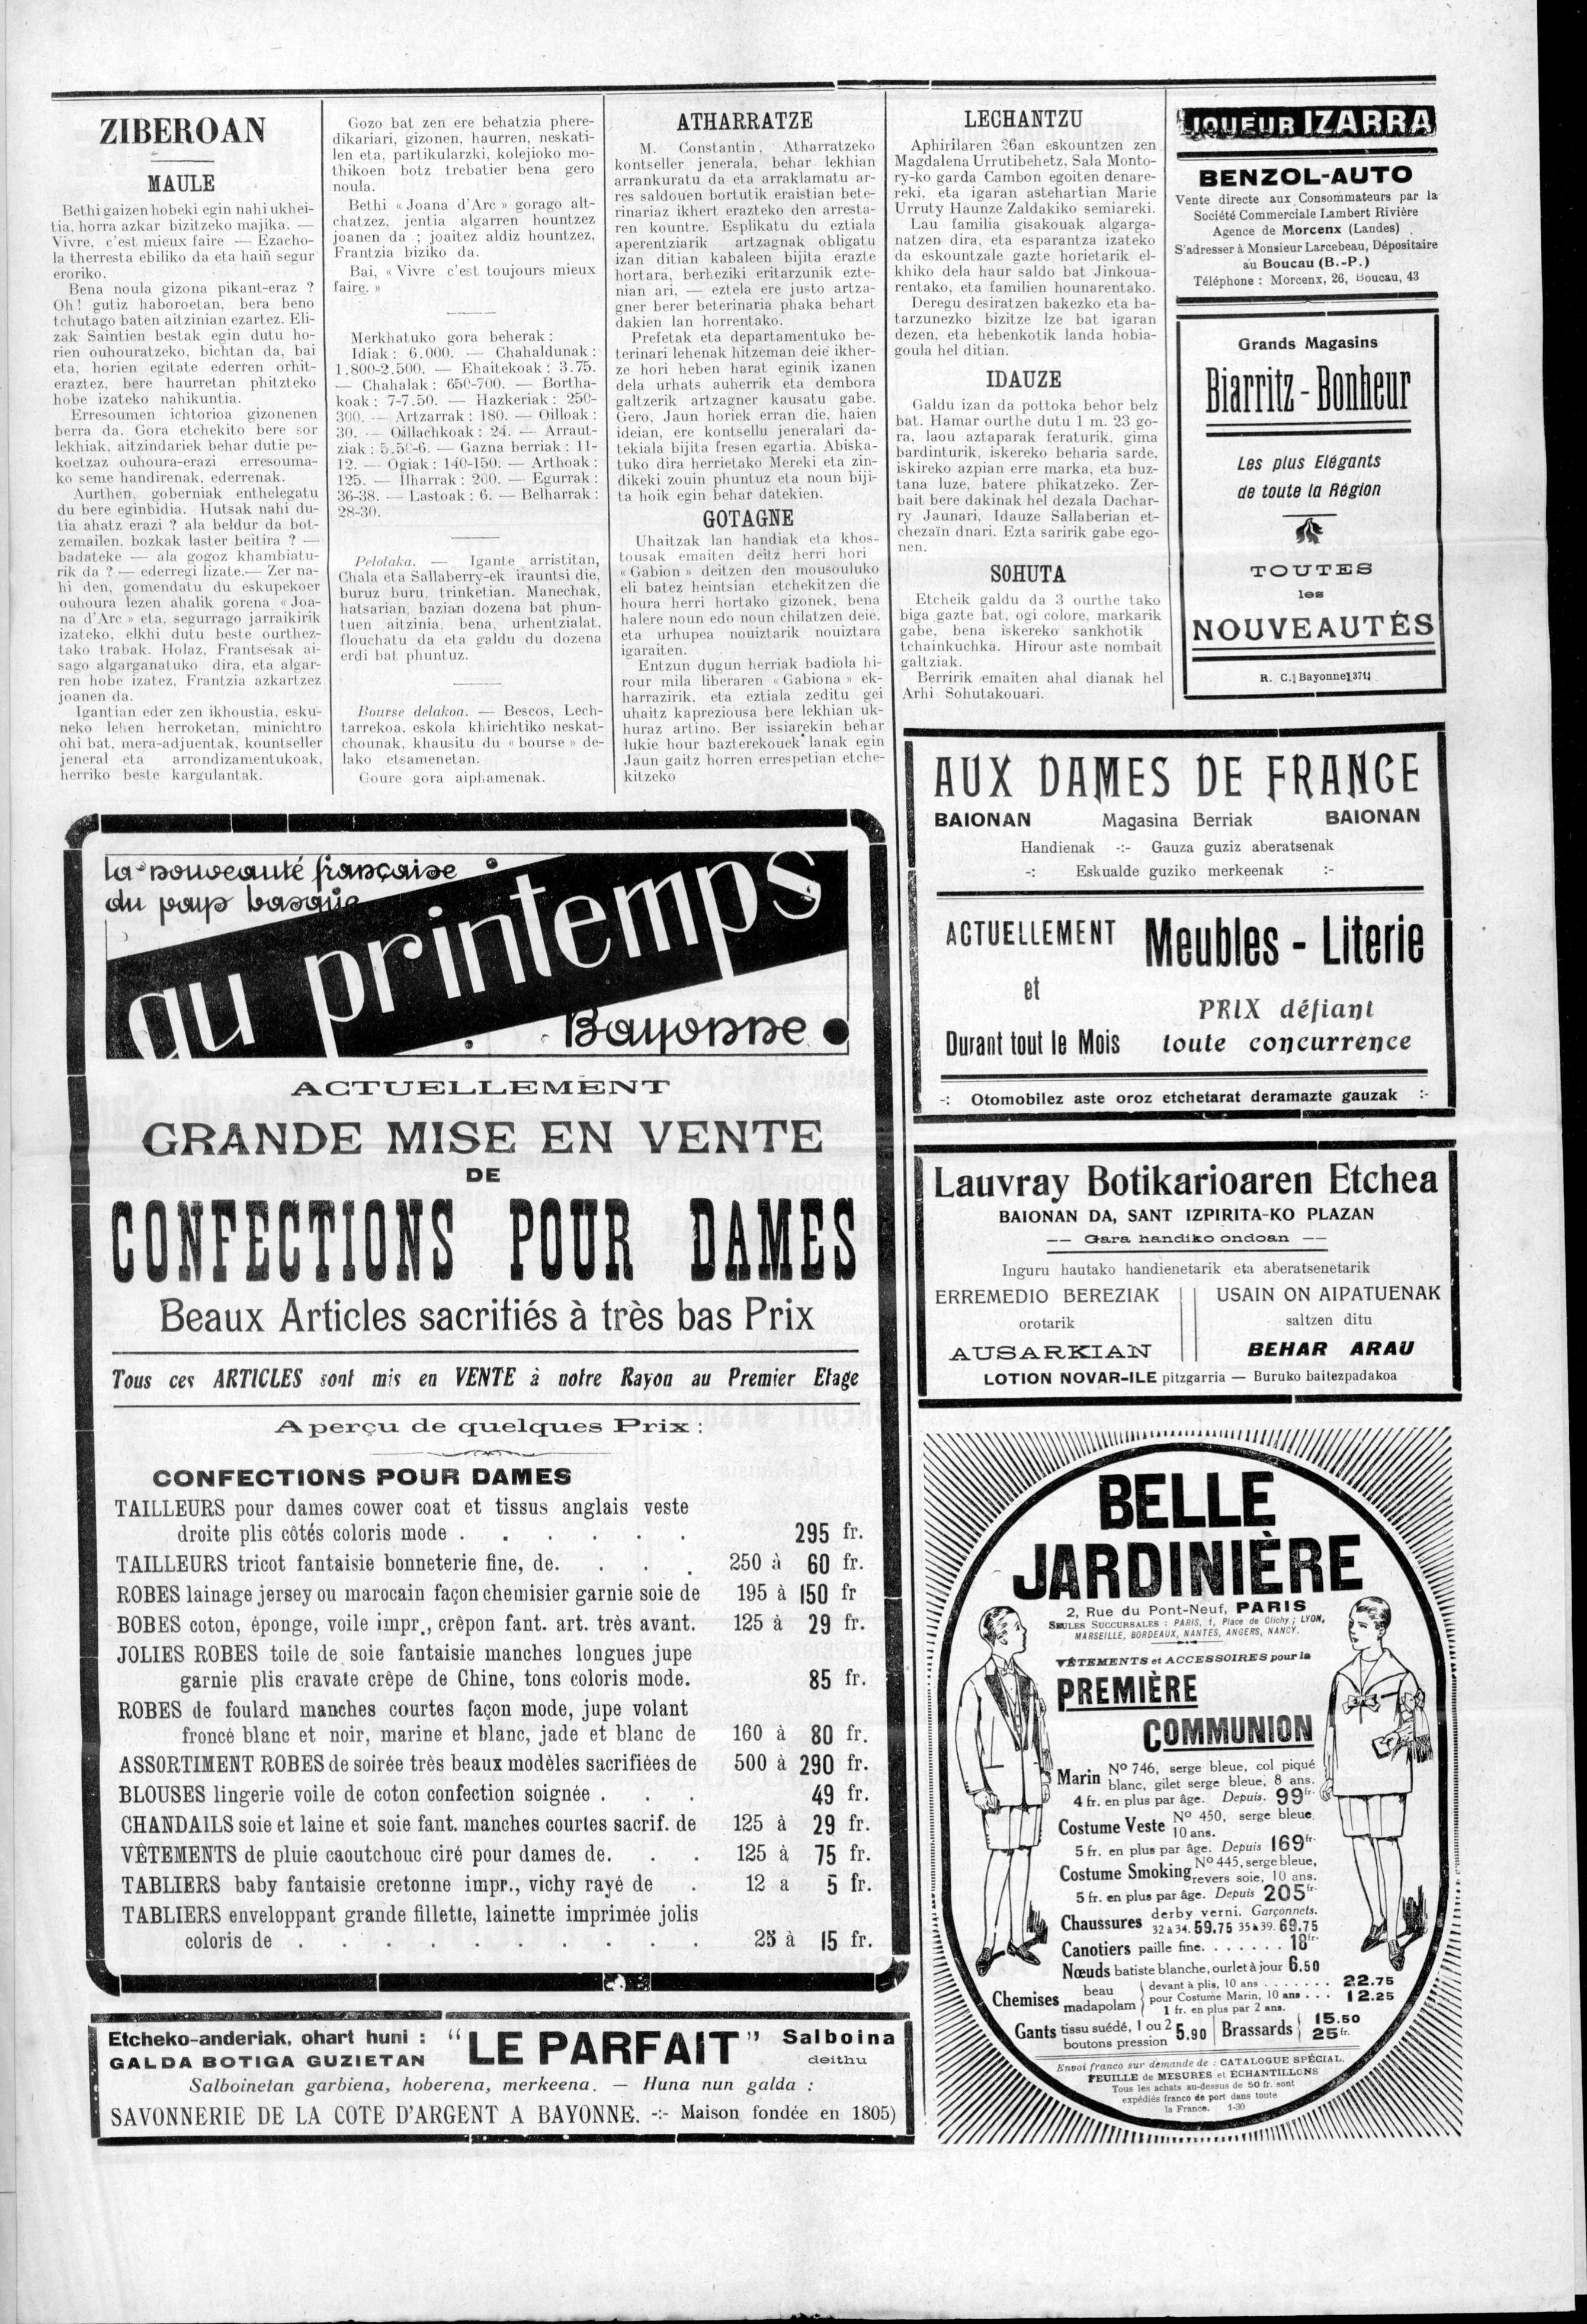 ZIBEROAN
MAULE
Bethi gaizen hobeki egin nahi ukhei-
tia, horra azkar bizitzeko majika. —
Vivre, c'est mieux faire — Ezacho-
la therresta ebiliko da eta haiñ segur
eroriko.
Bena noula gizona pikant-eraz ?
Oh! gutiz haboroetan, bera beno
tchutago baten aitzinian ezartez. Eli-
zak Saintien bestak egin dutu ho-
rien ouhouratzeko, bichtan da, bai
eta, horien egitate ederren orhit-
eraztez, bere haurretan phitzteko
hobe izateko nahikuntia.
Erresoumen ichtorioa gizonenen
berra da. Gora etchekito bere sor
lekhiak, aitzindariek behar dutie pe-
koetzaz ouhoura-erazi erresouma-
ko seme handirenak, ederrenak.
Aurthen, goberniak enthelegatu
du bere eginbidia. Hutsak nahi du-
tia ahatz erazi ? ala beldur da bot-
zemailen, bozkak laster beitira ? —
badateke — ala gogoz khambiatu-
rik da ? — ederregi lizate.— Zer na-
hi den, gomendatu du eskupekoer
ouhoura lezen ahalik gorena « Joa-
na d'Arc » eta, segurrago jarraikirik
izateko, elkhi dutu beste ourthez-
tako trabak. Holaz, Frantsesak ai-
sago algarganatuko dira, eta algar-
ren hobe izatez, Frantzia azkartzez
joanen da.
Igantian eder zen ikhoustia, esku-
neko lehen herroketan, minichtro
ohi bat, mera-adjuentak, kountseller
jeneral eta arrondizamentukoak,
herriko beste kargulantak.
Gozo bat zen ere behatzia phere-
dikariari, gizonen, haurren, neskati-
len eta, partikularzki, kolejioko mo-
thikoen botz trebatier bena gero
noula.
Bethi « Joana d'Arc » gorago alt-
chatzez, jentia algarren hountzez
joanen da ; joaitez aldiz hountzez,
Frantzia biziko da.
Bai, « Vivre c'est toujours mieux
faire. »
Merkhatuko gora beherak :
Idiak : 6.000. — Chahaldunak :
1.800-2.500. — Ehaitekoak : 3.75.
— Chahalak : 650-700. — Bortha-
koak : 7-7.50. — Hazkeriak : 250-
300. — Artzarrak : 180. — Oilloak :
30. — Oillachkoak : 24. — Arraut-
ziak : 5.50-6. — Gazna berriak : 11-
12. — Ogiak : 140-150. — Arthoak :
125. — Ilharrak : 200. — Egurrak :
36-38. — Lastoak : 6. — Belharrak :
28-30.
Pelotaka. — Igante arristitan,
Chala eta Sallaberry-ek irauntsi die,
buruz buru, trinketian. Manechak,
hatsarian, bazian dozena bat phun-
tuen aitzinia, bena, urhentzialat,
flouchatu da eta galdu du dozena
erdi bat phuntuz.
Bourse delakoa. — Bescos, Lech-
tarrekoa, eskola khirichtiko neskat-
chounak, khausitu du « bourse » de-
lako etsamenetan.
Goure gora aiphamenak.
ATHARRATZE
M. Constantin, Atharratzeko
kontseller jenerala, behar lekhian
arrankuratu da eta arraklamatu ar-
res saldouen bortutik eraistian bete-
rinariaz ikhert erazteko den arresta-
ren kountre. Esplikatu du eztiala
aperentziarik artzagnak obligatu
izan ditian kabaleen bijita erazte
hortara, berheziki eritarzunik ezte-
nian ari, — eztela ere justo artza-
gner berer beterinaria phaka behart
dakien lan horrentako.
Prefetak eta departamentuko be-
terinari lehenak hitzeman deie ikher-
ze hori heben harat eginik izanen
dela urhats auherrik eta dembora
galtzerik artzagner kausatu gabe.
Gero, Jaun horiek erran die, haien
ideian, ere kontsellu jeneralari da-
tekiala bijita fresen egartia. Abiska-
tuko dira herrietako Mereki eta zin-
dikeki zouin phuntuz eta noun biji-
ta hoik egin behar datekien.
GOTAGNE
Uhaitzak lan handiak eta khos-
tousak emaiten deitz herri hori
« Gabion » deitzen den mousouluko
eli batez heintsian etchekitzen die
houra herri hortako gizonek, bena
halere noun edo noun chilatzen deie,
eta urhupea nouiztarik nouiztara
igaraiten.
Entzun dugun herriak badiola hi-
rour mila liberaren « Gabiona » ek-
harrazirik, eta eztiala zeditu gei
uhaitz kapreziousa bere lekhian uk-
huraz artino. Ber issiarekin behar
lukie hour bazterekouek lanak egin
Jaun gaitz horren errespetian etche-
kitzeko
LECHANTZU
Aphirilaren 26an eskountzen zen
Magdalena Urrutibehetz, Sala Monto-
ry-ko garda Cambon egoiten denare-
reki, eta igaran astehartian Marie
Urruty Haunze Zaldakiko semiareki.
Lau familia gisakouak algarga-
natzen dira, eta esparantza izateko
da eskountzale gazte horietarik el-
khiko dela haur saldo bat Jinkoua-
rentako, eta familien hounarentako.
Deregu desiratzen bakezko eta ba-
tarzunezko bizitze lze bat igaran
dezen, eta hebenkotik landa hobia-
goula hel ditian.
IDAUZE
Galdu izan da pottoka behor belz
bat. Hamar ourthe dutu 1 m. 23 go-
ra, laou aztaparak feraturik, gima
bardinturik, iskereko beharia sarde,
iskireko azpian erre marka, eta buz-
tana luze, batere phikatzeko. Zer-
bait bere dakinak hel dezala Dachar-
ry Jaunari, Idauze Sallaberian et-
chezaïn dnari. Ezta saririk gabe ego-
nen.
SOHUTA
Etcheik galdu da 3 ourthe tako
biga gazte bat, ogi colore, markarik
gabe, bena iskereko sankhotik
tchainkuchka. Hirour aste nombait
galtziak.
Berririk emaiten ahal dianak hel
Arhi Sohutakouari.
LIQUEUR IZARRA
BENZOL-AUTO
Vente directe aux Consommateurs par la
Société Commerciale Lambert Rivière
Agence de Morcenx (Landes)
S'adresser à Monsieur Larcebeau, Dépositaire
au Boucau (B.-P.)
Téléphone : Morcenx, 26, Boucau, 43
Grands Magasins
Biarritz - Bonheur
Les plus Elégants
de toute la Région
TOUTES
les
NOUVEAUTÉS
R. C. Bayonne 3711
AUX DAMES DE FRANCE
BAIONAN Magasina Berriak BAIONAN
Handienak -:- Gauza guziz aberatsenak
-: Eskualde guziko merkeenak :-
ACTUELLEMENT Meubles - Literie
et
PRIX défiant
Durant tout le Mois toute concurrence
-: Otomobilez aste oroz etchetarat deramazte gauzak :-
Lauvray Botikarioaren Etchea
BAIONAN DA, SANT IZPIRITA-KO PLAZAN
—— Gara handiko ondoan ——
Inguru hautako handienetarik eta aberatsenetarik
ERREMEDIO BEREZIAK
orotarik
AUSARKIAN
USAIN ON AIPATUENAK
saltzen ditu
BEHAR ARAU
LOTION NOVAR-ILE pitzgarria — Buruko baitezpadakoa
la nouveauté française
du pays basque
au printemps
Bayonne
ACTUELLEMENT
GRANDE MISE EN VENTE
DE
CONFECTIONS POUR DAMES
Beaux Articles sacrifiés à très bas Prix
Tous ces ARTICLES sont mis en VENTE à notre Rayon au Premier Etage
Aperçu de quelques Prix :
CONFECTIONS POUR DAMES
TAILLEURS pour dames cower coat et tissus anglais veste
droite plis côtés coloris mode . . . . . . 295 fr.
TAILLEURS tricot fantaisie bonneterie fine, de. . . . 250 à 60 fr.
ROBES lainage jersey ou marocain façon chemisier garnie soie de 195 à 150 fr
BOBES coton, éponge, voile impr., crêpon fant. art. très avant. 125 à 29 fr.
JOLIES ROBES toile de soie fantaisie manches longues jupe
garnie plis cravate crêpe de Chine, tons coloris mode. 85 fr.
ROBES de foulard manches courtes façon mode, jupe volant
froncé blanc et noir, marine et blanc, jade et blanc de 160 à 80 fr.
ASSORTIMENT ROBES de soirée très beaux modèles sacrifiées de 500 à 290 fr.
BLOUSES lingerie voile de coton confection soignée . . . 49 fr.
CHANDAILS soie et laine et soie fant. manches courtes sacrif. de 125 à 29 fr.
VÊTEMENTS de pluie caoutchouc ciré pour dames de. . . 125 à 75 fr.
TABLIERS baby fantaisie cretonne impr., vichy rayé de . 12 à 5 fr.
TABLIERS enveloppant grande fillette, lainette imprimée jolis
coloris de . . . . . . . . . . 25 à 15 fr.
Etcheko-anderiak, ohart huni : "LE PARFAIT" Salboina
GALDA BOTIGA GUZIETAN deithu
Salboinetan garbiena, hoberena, merkeena. — Huna nun galda :
SAVONNERIE DE LA COTE D'ARGENT A BAYONNE. -:- Maison fondée en 1805)
BELLE
JARDINIÈRE
2, Rue du Pont-Neuf, PARIS
SEULES SUCCURSALES : PARIS, 1, Place de Clichy ; LYON,
MARSEILLE, BORDEAUX, NANTES, ANGERS, NANCY.
VÊTEMENTS et ACCESSOIRES pour la
PREMIÈRE
COMMUNION
Marin No 746, serge bleue, col piqué
blanc, gilet serge bleue, 8 ans.
4 fr. en plus par âge. Depuis. 99 fr.
Costume Veste No 450, serge bleue,
10 ans.
5 fr. en plus par âge. Depuis 169 fr.
Costume Smoking No 445, serge bleue,
revers soie, 10 ans.
5 fr. en plus par âge. Depuis 205 fr.
Chaussures derby verni. Garçonnets.
32 à 34. 59.75 35 à 39. 69.75
Canotiers paille fine. . . . . . . 18 fr.
Nœuds batiste blanche, ourlet à jour 6.50
Chemises beau madapolam devant à plis, 10 ans . . . . . . . 22.75
pour Costume Marin, 10 ans . . . 12.25
1 fr. en plus par 2 ans.
Gants tissu suédé, 1 ou 2
boutons pression 5.90
Brassards 15.50
25 fr.
Envoi franco sur demande de : CATALOGUE SPÉCIAL.
FEUILLE de MESURES et ÉCHANTILLONS
Tous les achats au-dessus de 50 fr. sont
expédiés franco de port dans toute
la France. 1-30